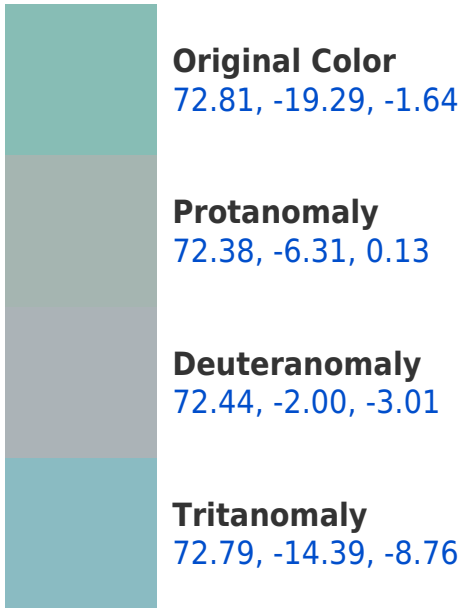 Original Color
72.81, -19.29, -1.64
Protanomaly
72.38, -6.31, 0.13
Deuteranomaly
72.44, -2.00, -3.01
Tritanomaly
72.79, -14.39, -8.76